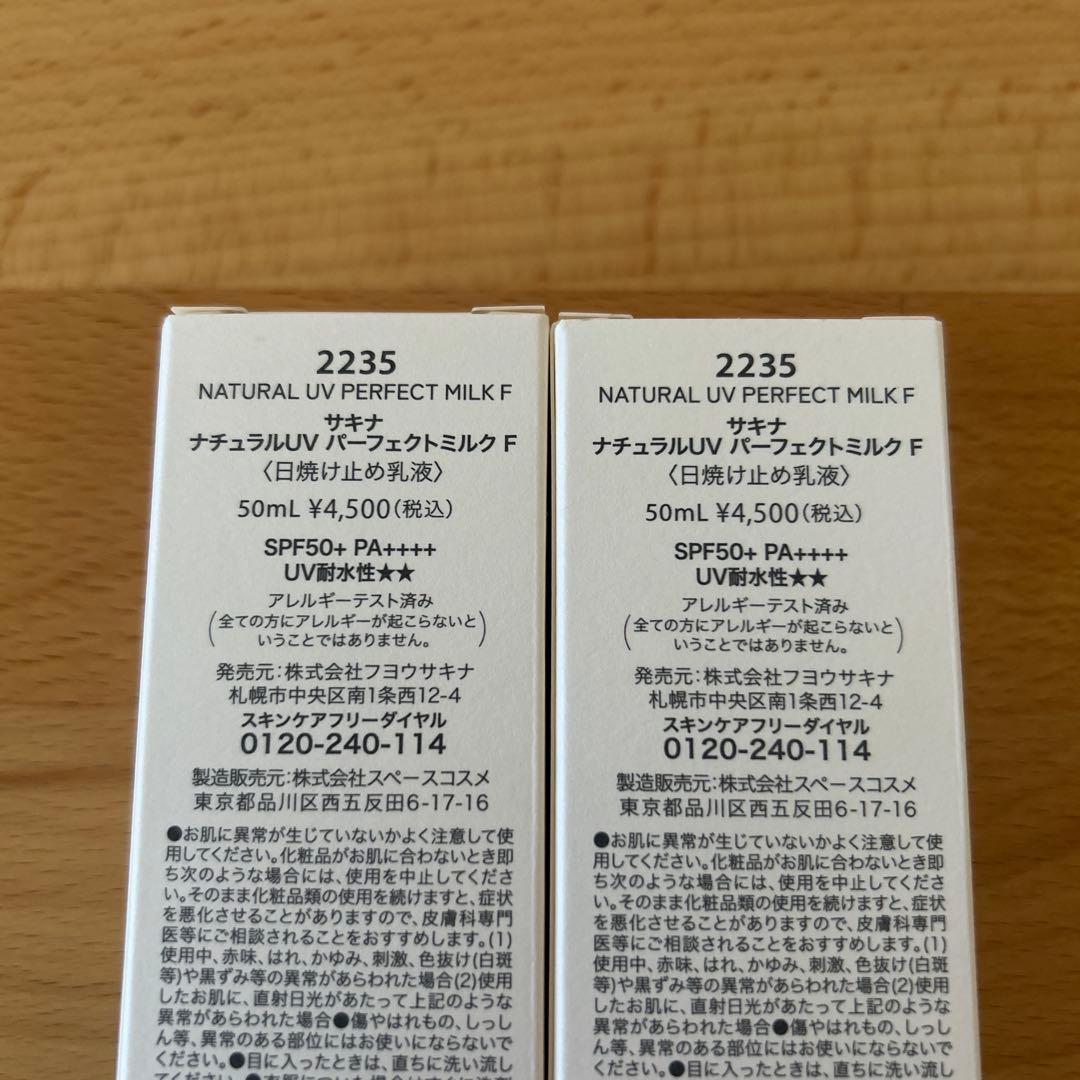 2235
NATURAL UV PERFECT MILK F
サキナ
ナチュラルUV パーフェクトミルク F
〈日焼け止め乳液〉
50mL ¥4,500(税込)
SPF50+ PA++++
UV耐水性★★
アレルギーテスト済み
(全ての方にアレルギーが起こらないと
いうことではありません。)
発売元:株式会社フヨウサキナ
札幌市中央区南1条西12-4
スキンケアフリーダイヤル
0120-240-114
製造販売元:株式会社スペースコスメ
東京都品川区西五反田6-17-16
●お肌に異常が生じていないかよく注意して使
用してください。化粧品がお肌に合わないとき即
ち次のような場合には、使用を中止してくださ
い。そのまま化粧品類の使用を続けますと、症状
を悪化させることがありますので、皮膚科専門
医等にご相談されることをおすすめします。(1)
使用中、赤味、はれ、かゆみ、刺激、色抜け(白斑
等)や黒ずみ等の異常があらわれた場合(2)使用
したお肌に、直射日光があたって上記のような
異常があらわれた場合●傷やはれもの、しっし
ん等、異常のある部位にはお使いにならないで
ください。●目に入ったときは、直ちに洗い流し
2235
NATURAL UV PERFECT MILK F
サキナ
ナチュラルUV パーフェクトミルク F
〈日焼け止め乳液〉
50mL ¥4,500(税込)
SPF50+ PA++++
UV耐水性★★
アレルギーテスト済み
(全ての方にアレルギーが起こらないと
いうことではありません。)
発売元:株式会社フヨウサキナ
札幌市中央区南1条西12-4
スキンケアフリーダイヤル
0120-240-114
製造販売元:株式会社スペースコスメ
東京都品川区西五反田6-17-16
●お肌に異常が生じていないかよく注意して使
用してください。化粧品がお肌に合わないとき即
ち次のような場合には、使用を中止してくださ
い。そのまま化粧品類の使用を続けますと、症状
を悪化させることがありますので、皮膚科専門
医等にご相談されることをおすすめします。(1)
使用中、赤味、はれ、かゆみ、刺激、色抜け(白斑
等)や黒ずみ等の異常があらわれた場合(2)使用
したお肌に、直射日光があたって上記のような
異常があらわれた場合●傷やはれもの、しっし
ん等、異常のある部位にはお使いにならないで
ください。●目に入ったときは、直ちに洗い流し